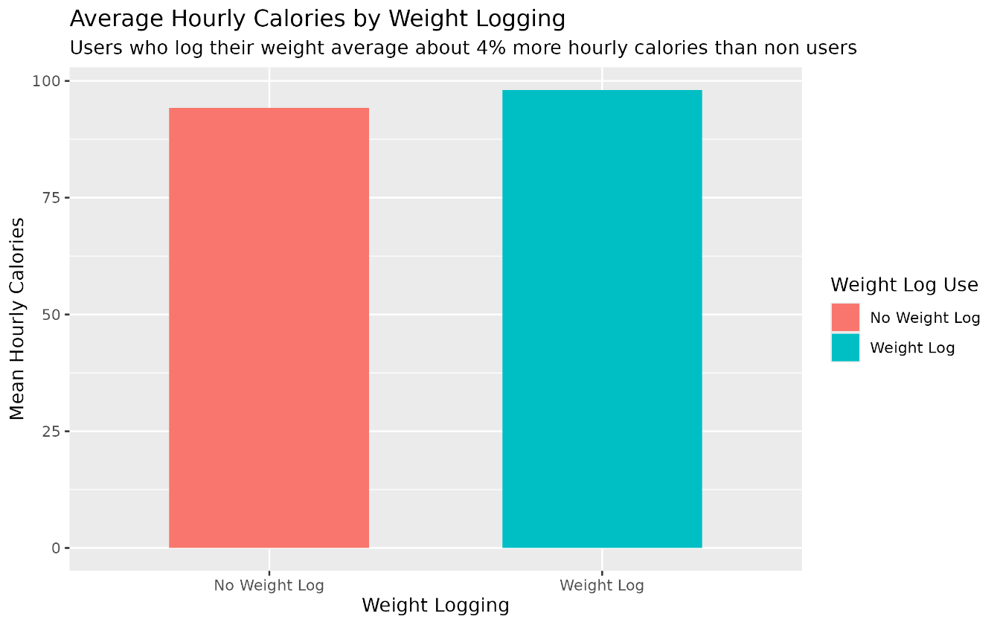 Average Hourly Calories by Weight Logging
Users who log their weight average about 4% more hourly calories than non users
100
75
50
25
0
Mean Hourly Calories
No Weight Log
Weight Log
Weight Logging
Weight Log Use
No Weight Log
Weight Log